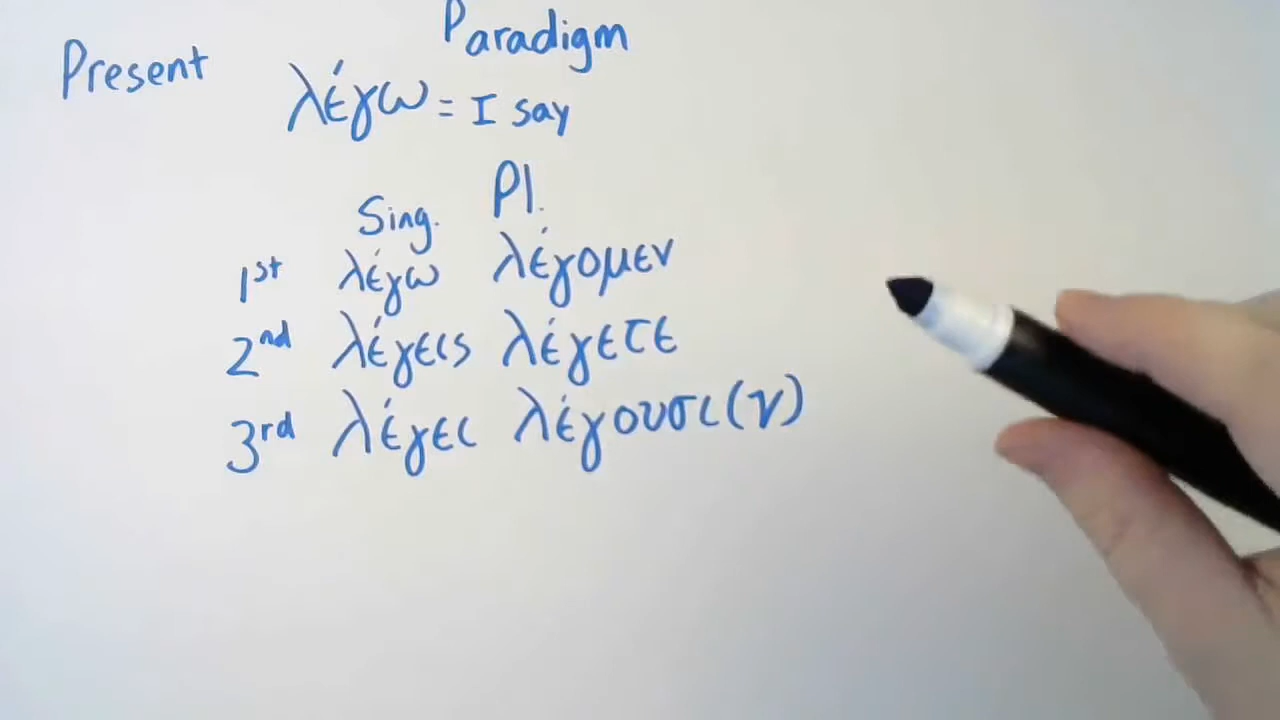 Paradigm
Present
λέγω = I say
Sing. Pl.
1st λέγω λέγομεν
2nd λέγεις λέγετε
3rd λέγει λέγουσι(ν)